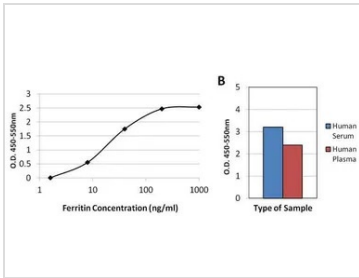 O.D. 450-550nm
3
2.5
2
1.5
1
0.5
0
1 10 100 1000
Ferritin Concentration (ng/ml)
B
O.D. 450-550nm
5
4
3
2
1
0
Type of Sample
Human
Serum
Human
Plasma